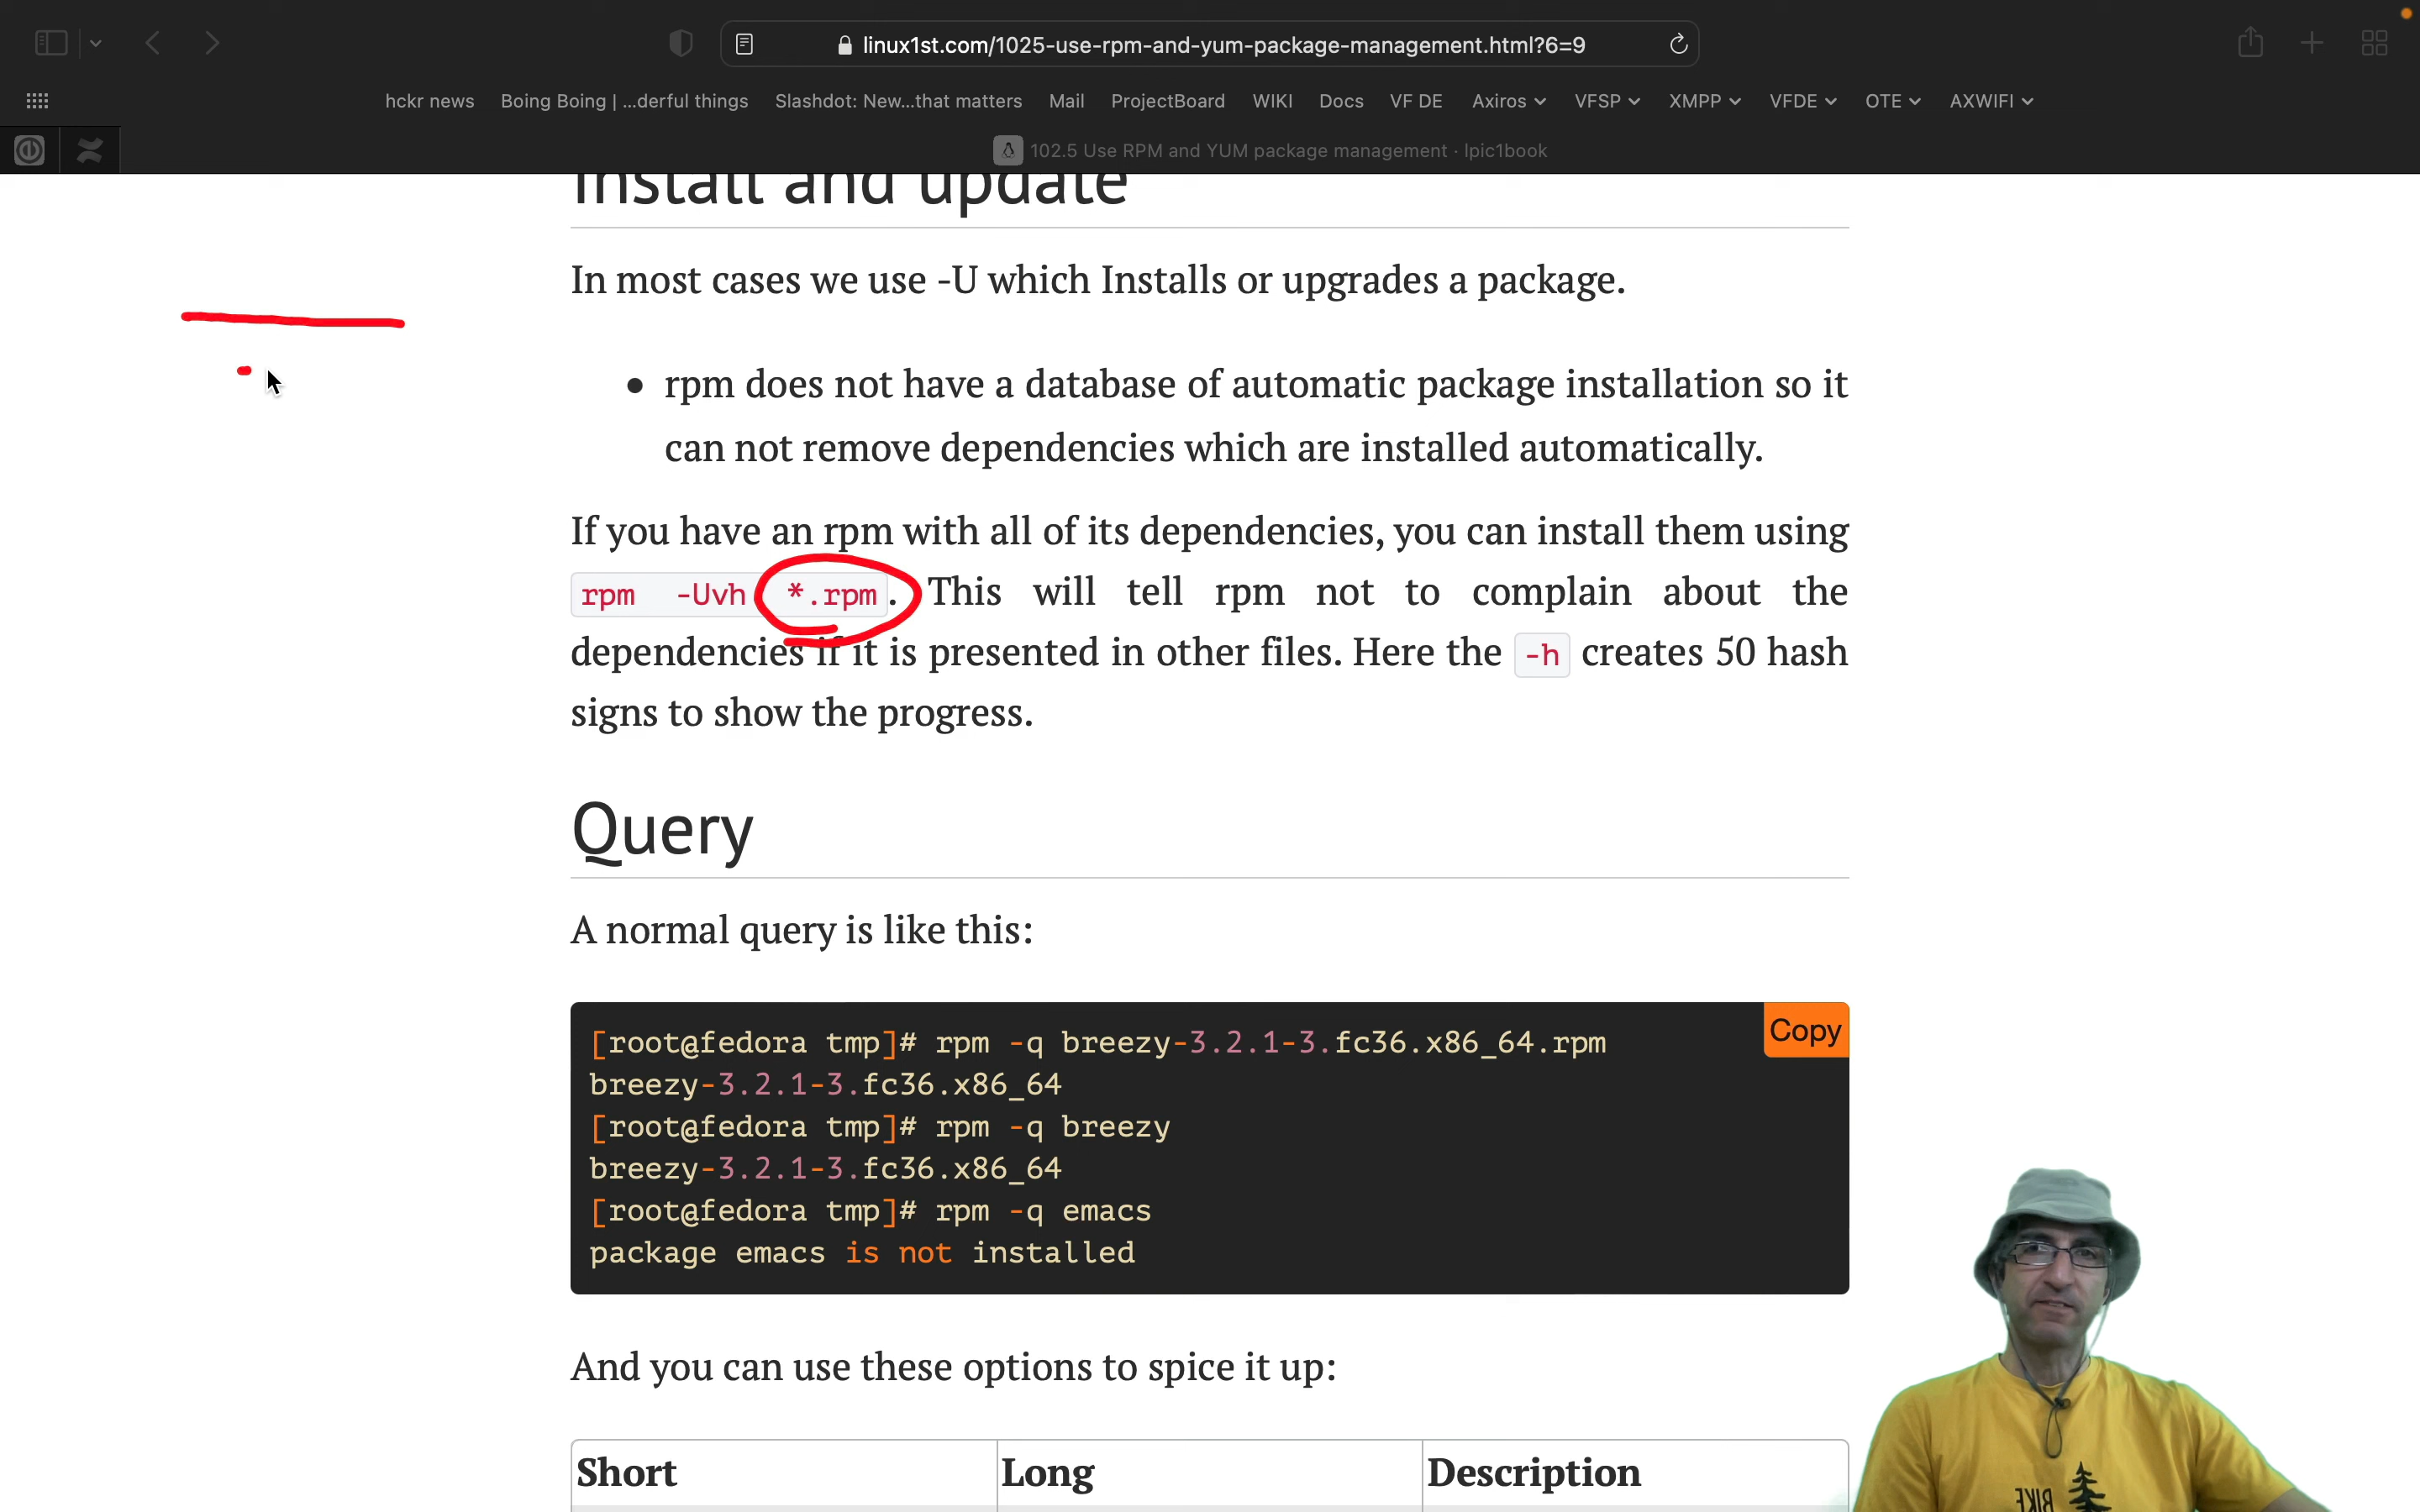 linux1st.com/1025-use-rpm-and-yum-package-management.html?6=9
hckr news Boing Boing | ...derful things Slashdot: New...that matters Mail ProjectBoard WIKI Docs VF DE Axiros VFSP XMPP VFDE OTE AXWIFI
102.5 Use RPM and YUM package management · lpic1book
Install and update
In most cases we use -U which Installs or upgrades a package.
• rpm does not have a database of automatic package installation so it
can not remove dependencies which are installed automatically.
If you have an rpm with all of its dependencies, you can install them using
rpm -Uvh *.rpm. This will tell rpm not to complain about the
dependencies if it is presented in other files. Here the -h creates 50 hash
signs to show the progress.
Query
A normal query is like this:
Copy
[root@fedora tmp]# rpm -q breezy-3.2.1-3.fc36.x86_64.rpm
breezy-3.2.1-3.fc36.x86_64
[root@fedora tmp]# rpm -q breezy
breezy-3.2.1-3.fc36.x86_64
[root@fedora tmp]# rpm -q emacs
package emacs is not installed
And you can use these options to spice it up:
Short Long Description
BIKE